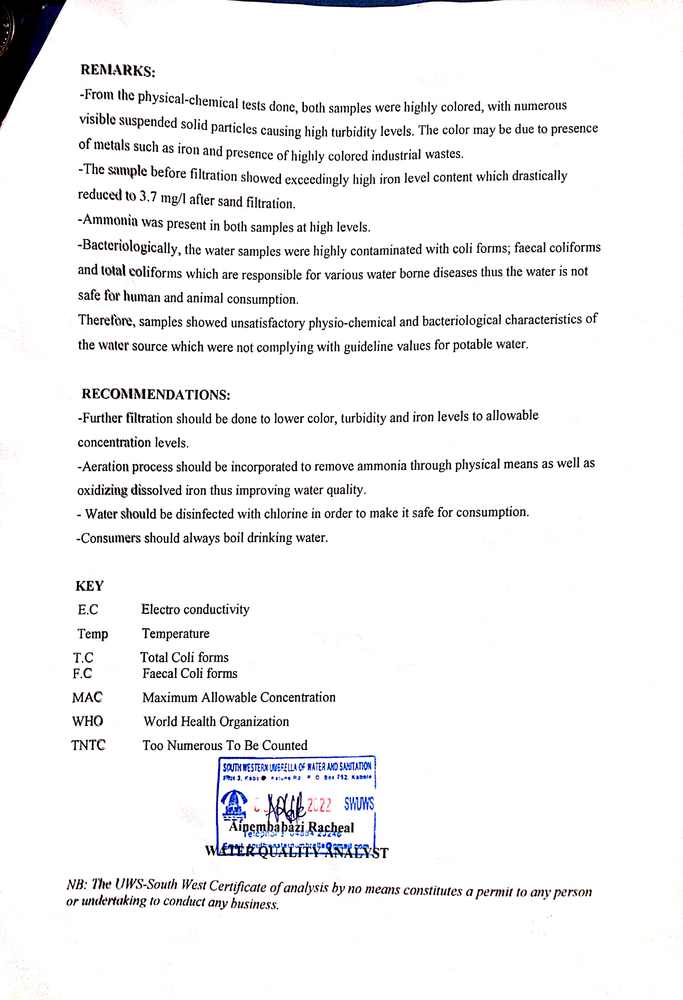 REMARKS:
-From the physical-chemical tests done, both samples were highly colored, with numerous
visible suspended solid particles causing high turbidity levels. The color may be due to presence
of metals such as iron and presence of highly colored industrial wastes.
-The sample before filtration showed exceedingly high iron level content which drastically
reduced to 3.7 mg/l after sand filtration.
-Ammonia was present in both samples at high levels.
-Bacteriologically, the water samples were highly contaminated with coli forms; faecal coliforms
and total coliforms which are responsible for various water borne diseases thus the water is not
safe for human and animal consumption.
Therefore, samples showed unsatisfactory physio-chemical and bacteriological characteristics of
the water source which were not complying with guideline values for potable water.
RECOMMENDATIONS:
-Further filtration should be done to lower color, turbidity and iron levels to allowable
concentration levels.
-Aeration process should be incorporated to remove ammonia through physical means as well as
oxidizing dissolved iron thus improving water quality.
- Water should be disinfected with chlorine in order to make it safe for consumption.
-Consumers should always boil drinking water.
KEY
E.C Electro conductivity
Temp Temperature
T.C Total Coli forms
F.C Faecal Coli forms
MAC Maximum Allowable Concentration
WHO World Health Organization
TNTC Too Numerous To Be Counted
SOUTH WESTERN UMBRELLA OF WATER AND SANITATION
3, Rd P O Box 752, Kabale
2022 SWUWS
Ainembabazi Racheal
Telephone
Email: southwesternumbrella@gmail.com
WATER QUALITY ANALYST
NB: The UWS-South West Certificate of analysis by no means constitutes a permit to any person
or undertaking to conduct any business.